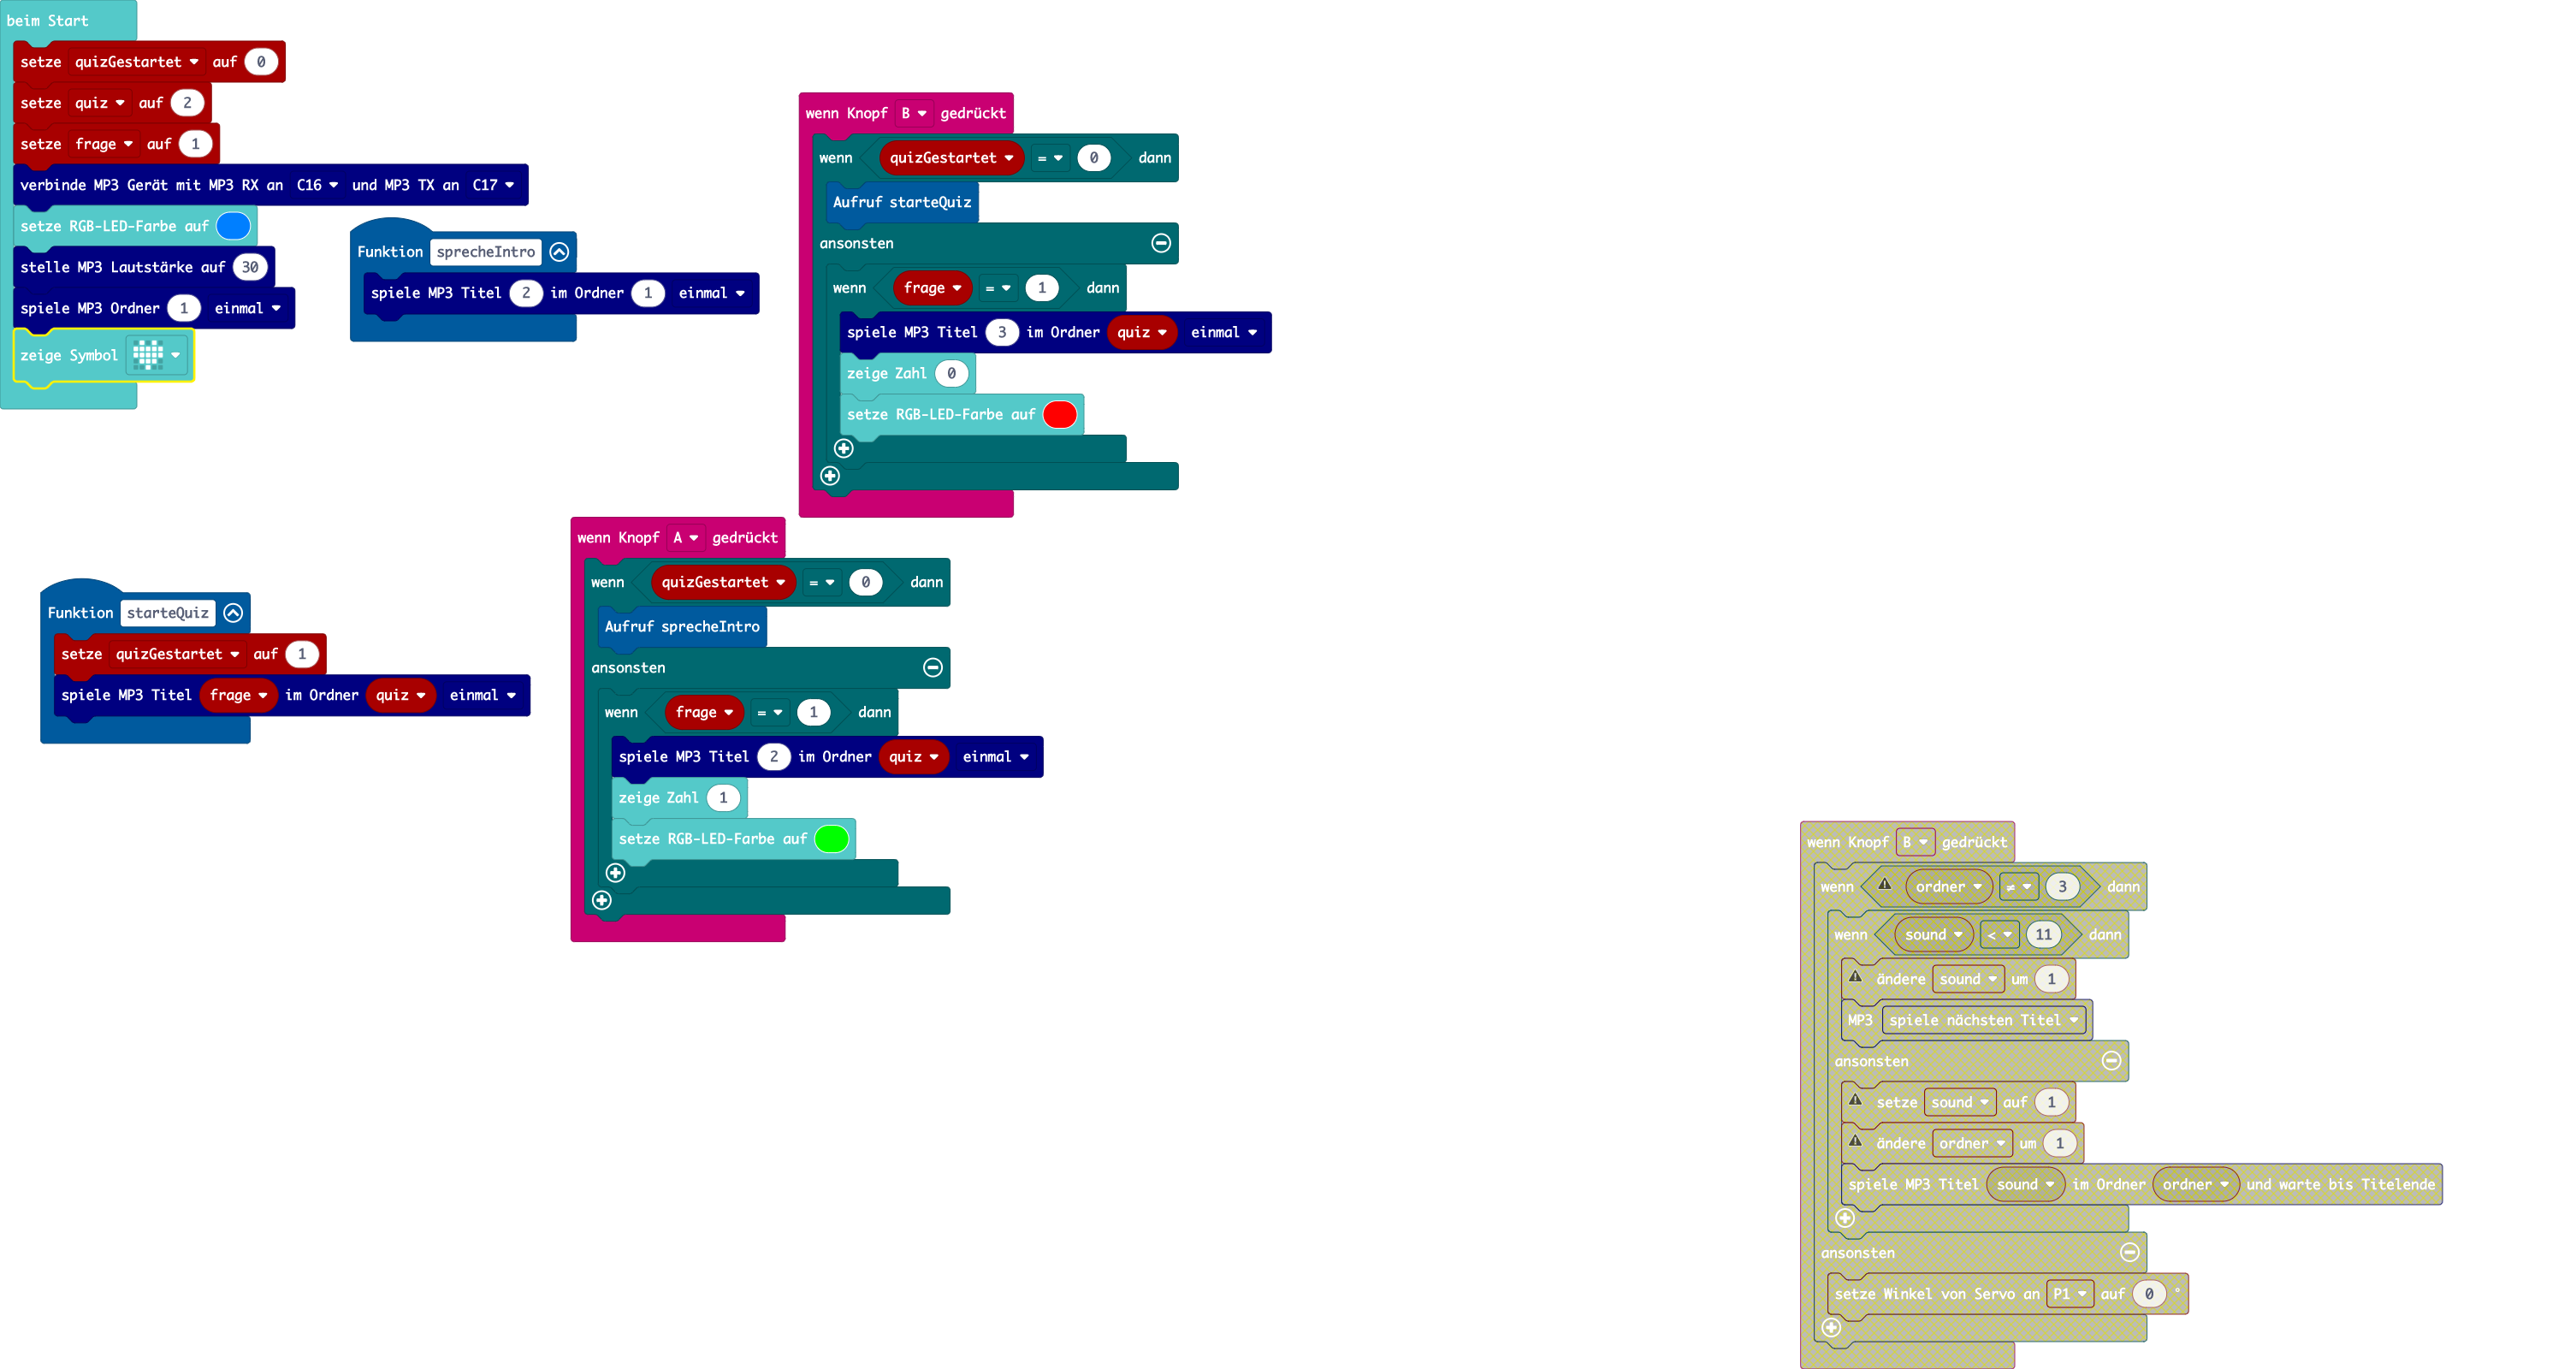 beim Start
setze quizGestartet auf 0
setze quiz auf 2
setze frage auf 1
verbinde MP3 Gerät mit MP3 RX an C16 und MP3 TX an C17
setze RGB-LED-Farbe auf
stelle MP3 Lautstärke auf 30
spiele MP3 Ordner 1 einmal
zeige Symbol
Funktion sprecheIntro
spiele MP3 Titel 2 im Ordner 1 einmal
wenn Knopf B gedrückt
wenn quizGestartet = 0 dann
Aufruf starteQuiz
ansonsten
wenn frage = 1 dann
spiele MP3 Titel 3 im Ordner quiz einmal
zeige Zahl 0
setze RGB-LED-Farbe auf
Funktion starteQuiz
setze quizGestartet auf 1
spiele MP3 Titel frage im Ordner quiz einmal
wenn Knopf A gedrückt
wenn quizGestartet = 0 dann
Aufruf sprecheIntro
ansonsten
wenn frage = 1 dann
spiele MP3 Titel 2 im Ordner quiz einmal
zeige Zahl 1
setze RGB-LED-Farbe auf
wenn Knopf B gedrückt
wenn ordner ≠ 3 dann
wenn sound < 11 dann
ändere sound um 1
MP3 spiele nächsten Titel
ansonsten
setze sound auf 1
ändere ordner um 1
spiele MP3 Titel sound im Ordner ordner und warte bis Titelende
ansonsten
setze Winkel von Servo an P1 auf 0 °